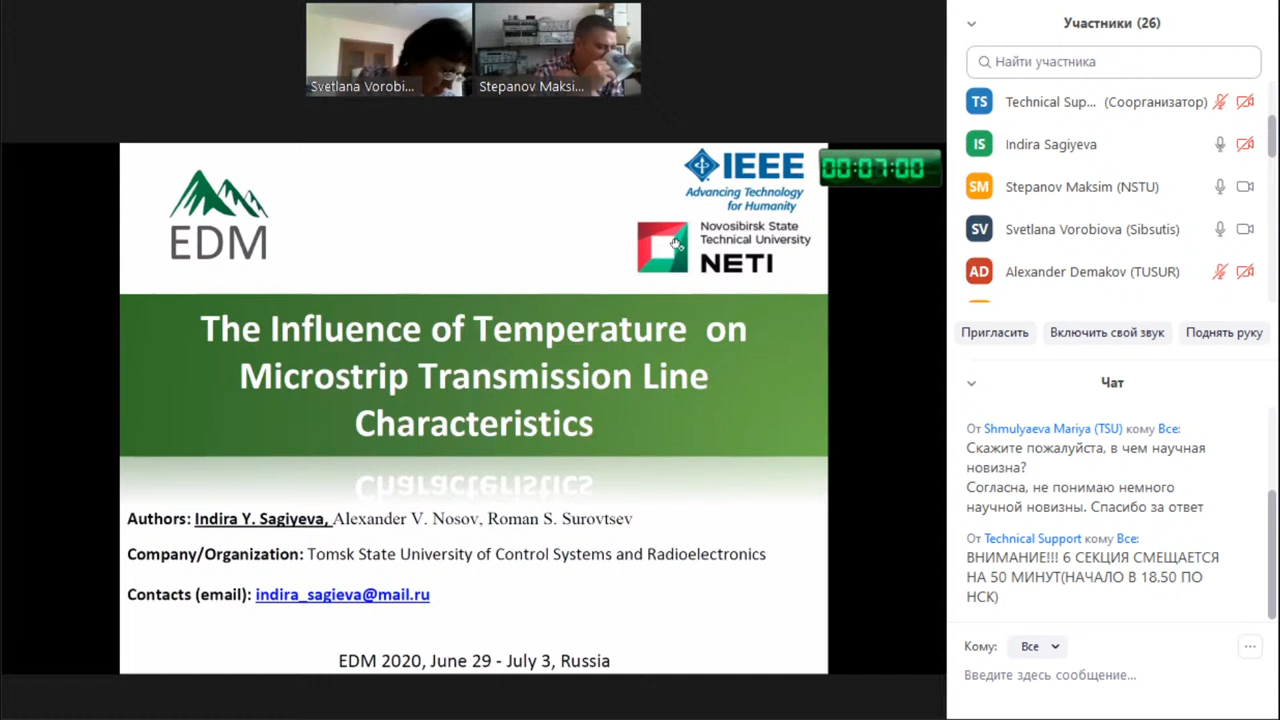 Svetlana Vorobi...
Stepanov Maksi...
EDM
IEEE
Advancing Technology
for Humanity
00:07:00
Novosibirsk State
Technical University
NETI
The Influence of Temperature on
Microstrip Transmission Line
Characteristics
Characteristics
Authors: Indira Y. Sagiyeva, Alexander V. Nosov, Roman S. Surovtsev
Company/Organization: Tomsk State University of Control Systems and Radioelectronics
Contacts (email): indira_sagieva@mail.ru
EDM 2020, June 29 - July 3, Russia
Участники (26)
Найти участника
TS Technical Sup... (Соорганизатор)
IS Indira Sagiyeva
SM Stepanov Maksim (NSTU)
SV Svetlana Vorobiova (Sibsutis)
AD Alexander Demakov (TUSUR)
Пригласить Включить свой звук Поднять руку
Чат
От Shmulyaeva Mariya (TSU) кому Все:
Скажите пожалуйста, в чем научная
новизна?
Согласна, не понимаю немного
научной новизны. Спасибо за ответ
От Technical Support кому Все:
ВНИМАНИЕ!!! 6 СЕКЦИЯ СМЕЩАЕТСЯ
НА 50 МИНУТ(НАЧАЛО В 18.50 ПО
НСК)
Кому: Все
Введите здесь сообщение...